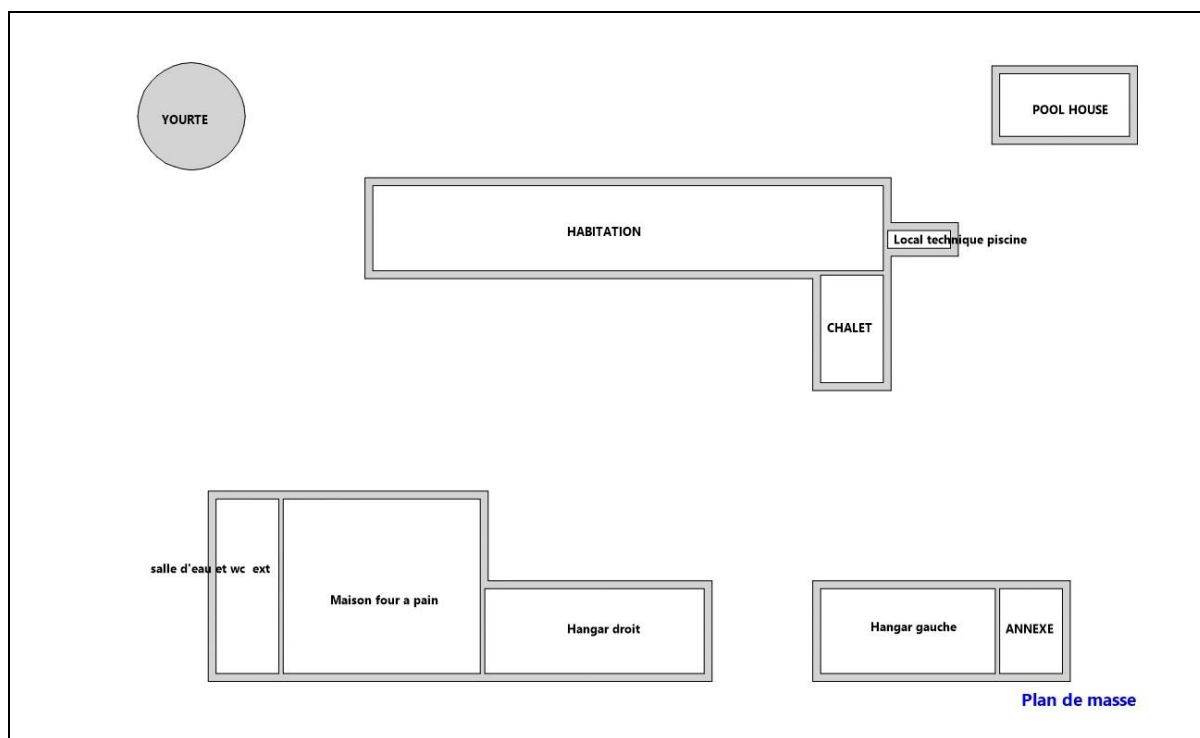 YOURTE
POOL HOUSE
HABITATION
Local technique piscine
CHALET
salle d'eau et wc ext
Maison four a pain
Hangar droit
Hangar gauche
ANNEXE
Plan de masse